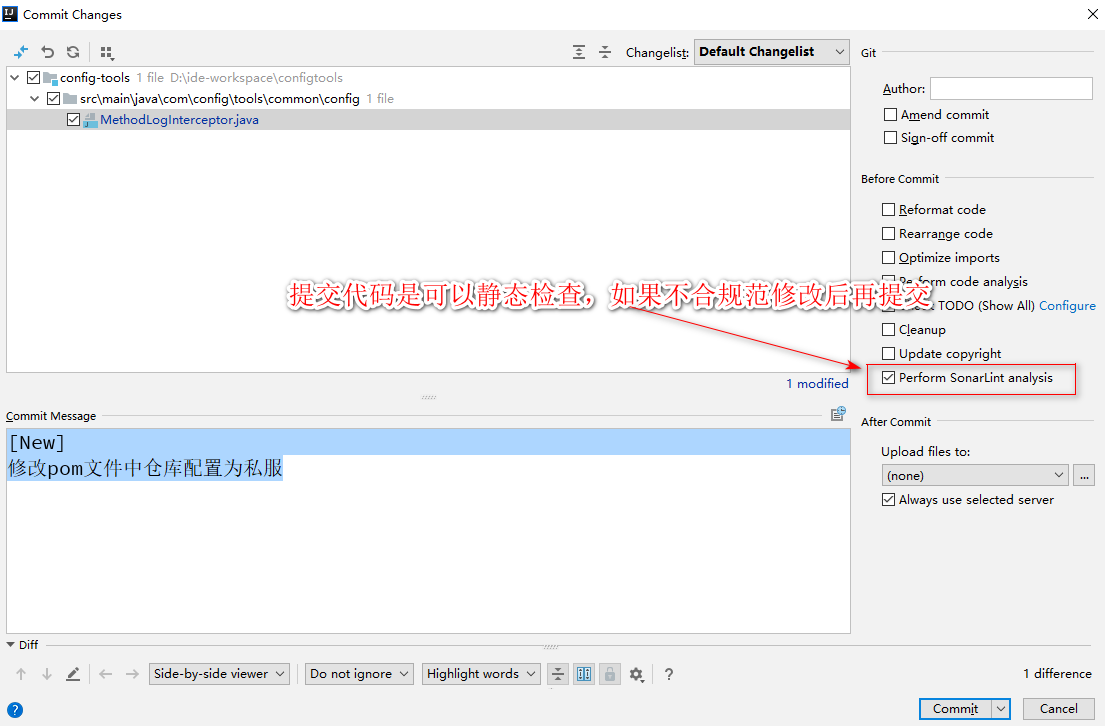 Commit Changes
Changelist: Default Changelist
config-tools 1 file D:\ide-workspace\configtools
src\main\java\com\config\tools\common\config 1 file
MethodLogInterceptor.java
1 modified
Commit Message
[New]
修改pom文件中仓库配置为私服
提交代码是可以静态检查，如果不合规范修改后再提交
Git
Author:
Amend commit
Sign-off commit
Before Commit
Reformat code
Rearrange code
Optimize imports
code analysis
TODO (Show All) Configure
Cleanup
Update copyright
Perform SonarLint analysis
After Commit
Upload files to:
(none)
...
Always use selected server
Diff
Side-by-side viewer Do not ignore Highlight words ? 1 difference
? Commit Cancel